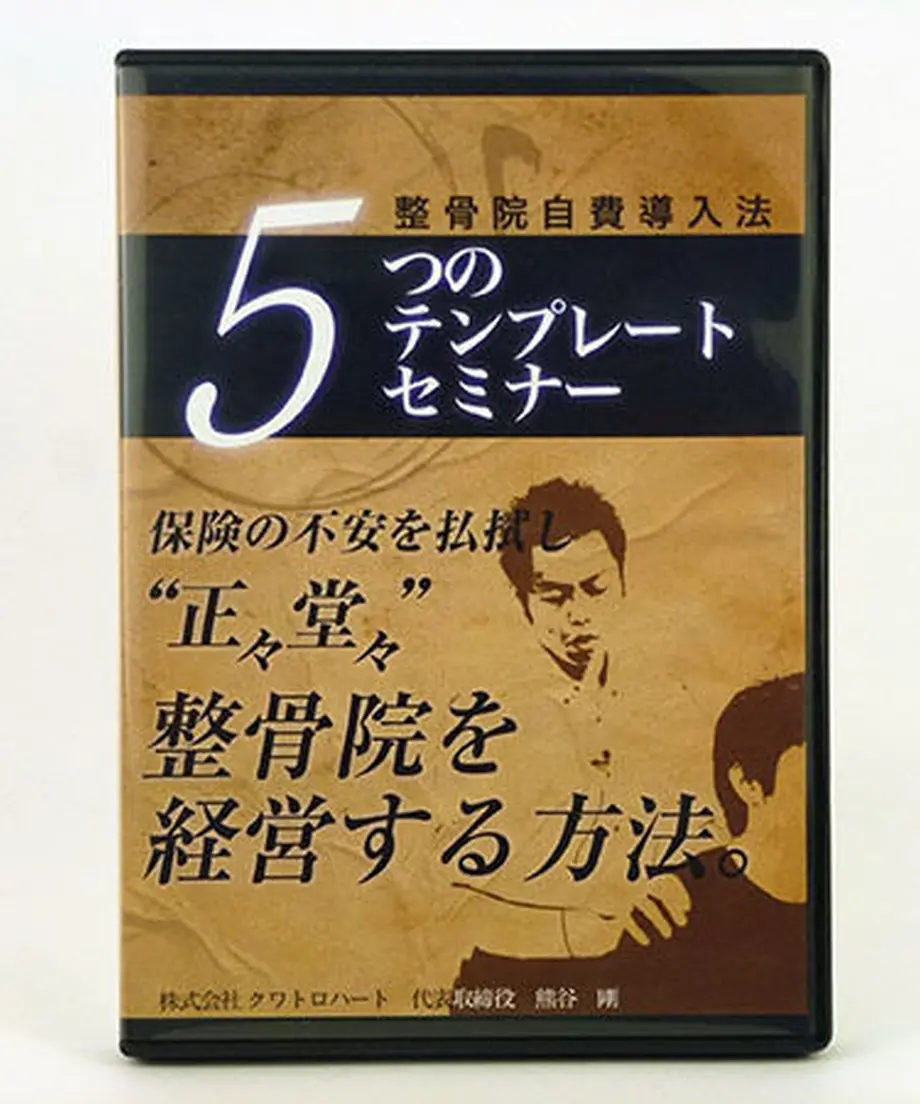 整骨院自費導入法
5つの
テンプレート
セミナー
保険の不安を払拭し
“正々堂々”
整骨院を
経営する方法。
株式会社 クワトロハート 代表取締役 熊谷 剛